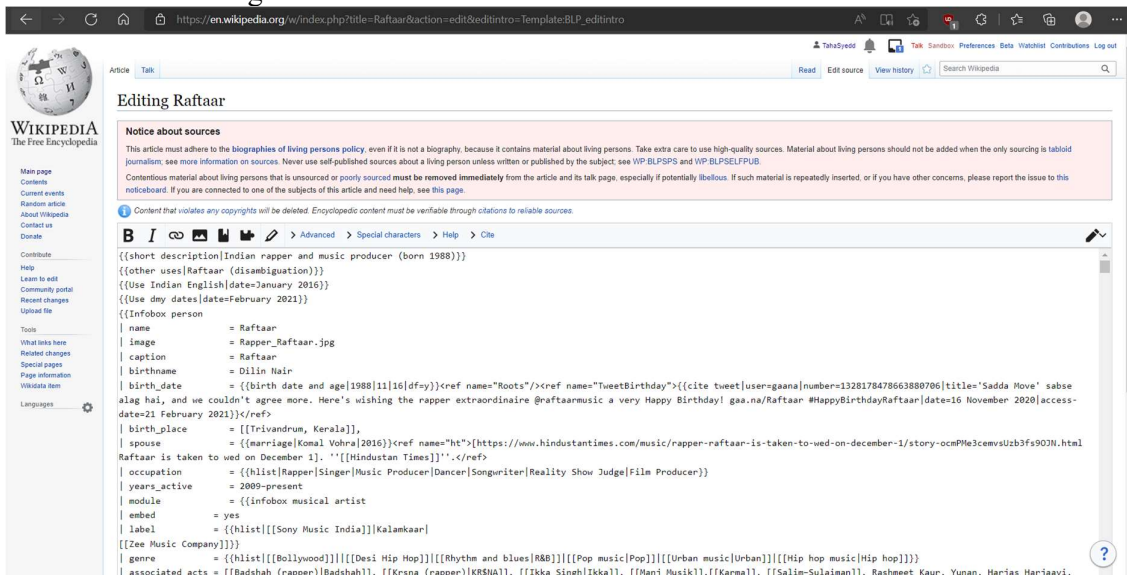 https://en.wikipedia.org/w/index.php?title=Raftaar&action=edit&editintro=Template:BLP_editintro
TahaSyedd Talk Sandbox Preferences Beta Watchlist Contributions Log out
Article Talk Read Edit source View history Search Wikipedia
WIKIPEDIA
The Free Encyclopedia
Main page
Contents
Current events
Random article
About Wikipedia
Contact us
Donate
Contribute
Help
Learn to edit
Community portal
Recent changes
Upload file
Tools
What links here
Related changes
Special pages
Page information
Wikidata item
Languages
Editing Raftaar
Notice about sources
This article must adhere to the biographies of living persons policy, even if it is not a biography, because it contains material about living persons. Take extra care to use high-quality sources. Material about living persons should not be added when the only sourcing is tabloid
journalism; see more information on sources. Never use self-published sources about a living person unless written or published by the subject; see WP:BLPSPS and WP:BLPSELFPUB.
Contentious material about living persons that is unsourced or poorly sourced must be removed immediately from the article and its talk page, especially if potentially libellous. If such material is repeatedly inserted, or if you have other concerns, please report the issue to this
noticeboard. If you are connected to one of the subjects of this article and need help, see this page.
Content that violates any copyrights will be deleted. Encyclopedic content must be verifiable through citations to reliable sources.
B I Advanced Special characters Help Cite
{{short description|Indian rapper and music producer (born 1988)}}
{{other uses|Raftaar (disambiguation)}}
{{Use Indian English|date=January 2016}}
{{Use dmy dates|date=February 2021}}
{{Infobox person
| name = Raftaar
| image = Rapper_Raftaar.jpg
| caption = Raftaar
| birthname = Dilin Nair
| birth_date = {{birth date and age|1988|11|16|df=y}}<ref name="Roots"/><ref name="TweetBirthday">{{cite tweet|user=gaana|number=1328178478663880706|title='Sadda Move' sabse
alag hai, and we couldn't agree more. Here's wishing the rapper extraordinaire @raftaarmusic a very Happy Birthday! gaa.na/Raftaar #HappyBirthdayRaftaar|date=16 November 2020|access-
date=21 February 2021}}</ref>
| birth_place = [[Trivandrum, Kerala]],
| spouse = {{marriage|Komal Vohra|2016}}<ref name="ht">[https://www.hindustantimes.com/music/rapper-raftaar-is-taken-to-wed-on-december-1/story-ocmPMe3cemvsUzb3fs9OJN.html
Raftaar is taken to wed on December 1]. ''[[Hindustan Times]]''.</ref>
| occupation = {{hlist|Rapper|Singer|Music Producer|Dancer|Songwriter|Reality Show Judge|Film Producer}}
| years_active = 2009-present
| module = {{infobox musical artist
| embed = yes
| label = {{hlist|[[Sony Music India]]|Kalamkaar|
[[Zee Music Company]]}}
| genre = {{hlist|[[Bollywood]]|[[Desi Hip Hop]]|[[Rhythm and blues|R&B]]|[[Pop music|Pop]]|[[Urban music|Urban]]|[[Hip hop music|Hip hop]]}}
| associated_acts = [[Badshah (rapper)|Badshah]], [[Krsna (rapper)|KR$NA]], [[Ikka Singh|Ikka]], [[Manj Musik]],[[Karma]], [[Salim-Sulaiman]], Rashmeet Kaur, Yunan, Harjas Harjaayi,